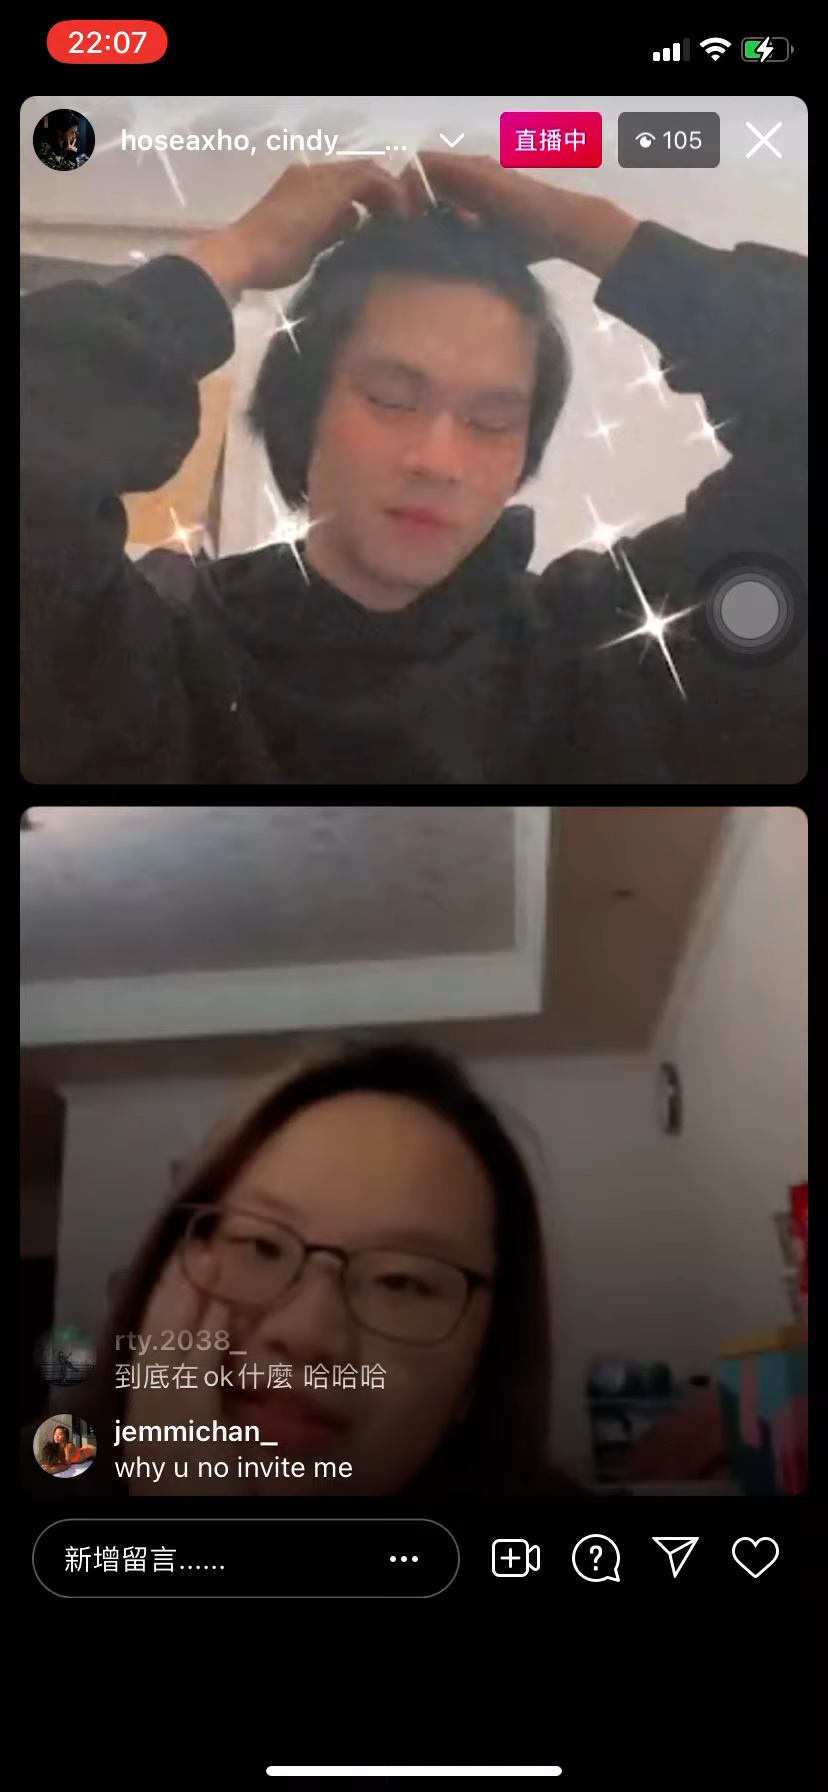 22:07
hoseaxho, cindy____...
直播中
105
rty.2038_
到底在ok什麼 哈哈哈
jemmichan_
why u no invite me
新增留言......